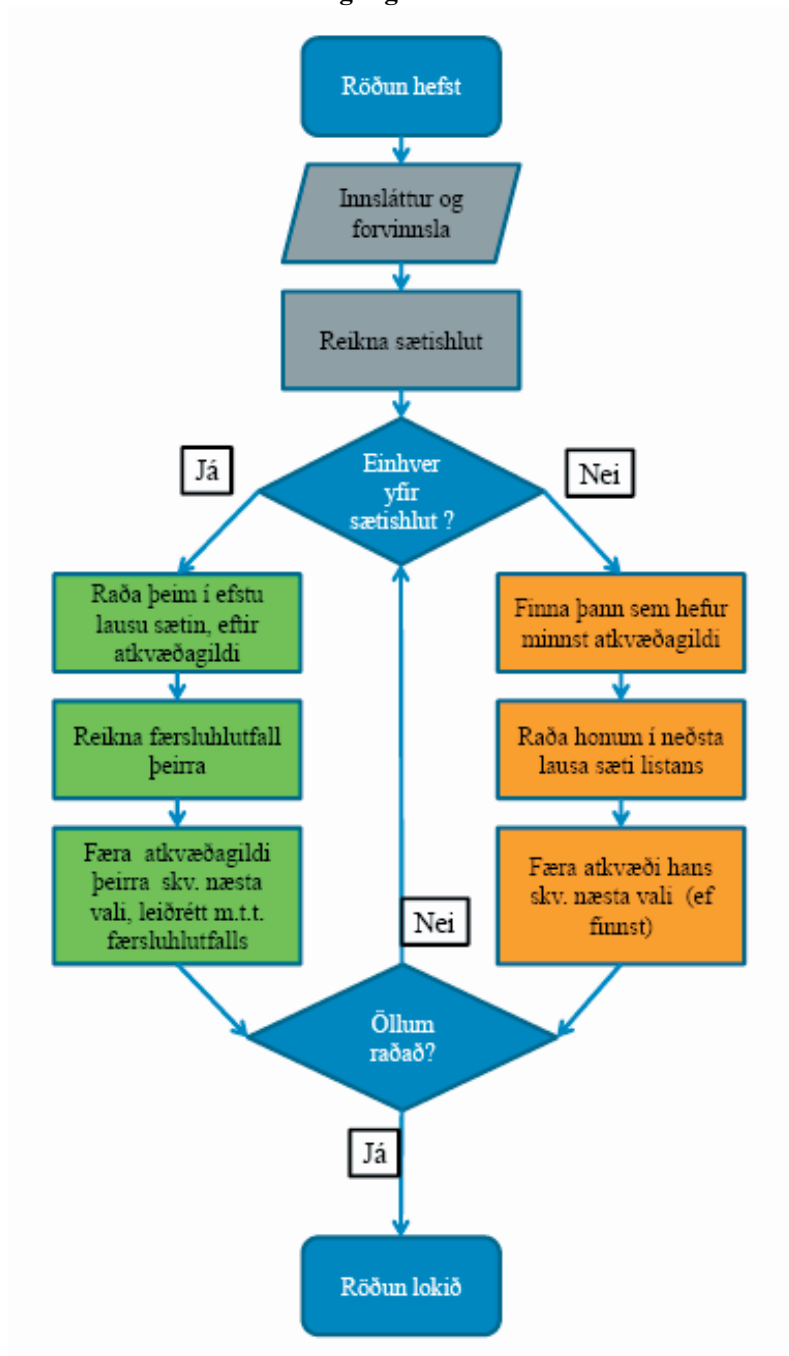 Röðun hefst
Innsláttur og
forvinnsla
Reikna sætishlut
Einhver
yfir
sætishlut ?
Já
Nei
Raða þeim í efstu
lausu sætin, eftir
atkvæðagildi
Reikna færsluhlutfall
þeirra
Færa atkvæðagildi
þeirra skv. næsta
vali, leiðrétt m.t.t.
færsluhlutfalls
Finna þann sem hefur
minnst atkvæðagildi
Raða honum í neðsta
lausa sæti listans
Færa atkvæði hans
skv. næsta vali (ef
finnst)
Nei
Öllum
raðað?
Já
Röðun lokið